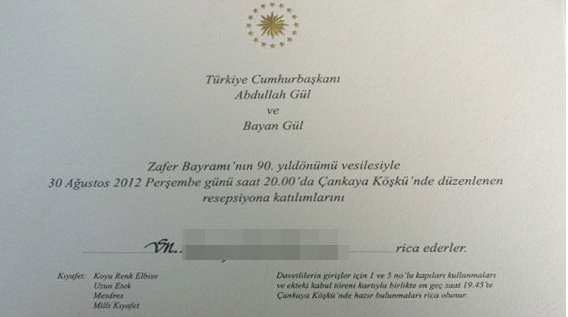 Türkiye Cumhurbaşkanı
Abdullah Gül
ve
Bayan Gül
Zafer Bayramı'nın 90. yıldönümü vesilesiyle
30 Ağustos 2012 Perşembe günü saat 20.00'da Çankaya Köşkü'nde düzenlenen
resepsiyona katılımlarını
rica ederler.
Kıyafet: Koyu Renk Elbise
Uzun Etek
Mendres
Milli Kıyafet
Davetlilerin girişler için 1 ve 5 no'lu kapıları kullanmaları
ve ekteki kabul töreni kartıyla birlikte en geç saat 19.45'te
Çankaya Köşkü'nde hazır bulunmaları rica olunur.